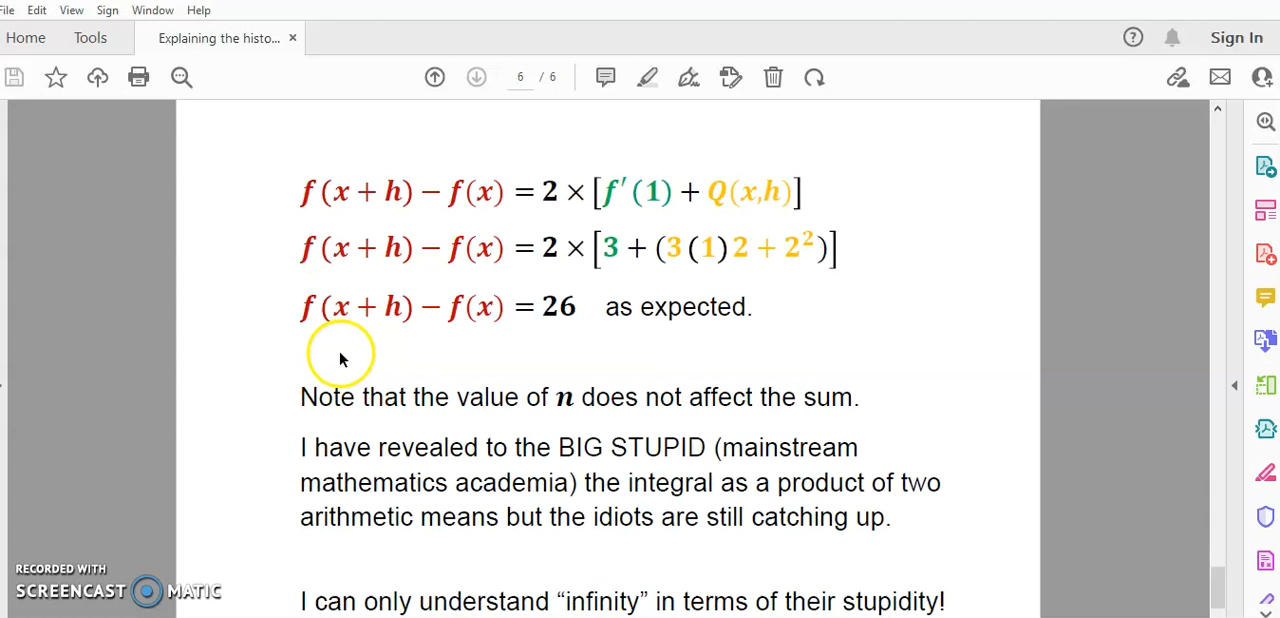 File Edit View Sign Window Help
Home Tools Explaining the histo... × ? Sign In
6 / 6
f(x + h) − f(x) = 2 × [f′(1) + Q(x,h)]
f(x + h) − f(x) = 2 × [3 + (3(1)2 + 2²)]
f(x + h) − f(x) = 26 as expected.
Note that the value of n does not affect the sum.
I have revealed to the BIG STUPID (mainstream
mathematics academia) the integral as a product of two
arithmetic means but the idiots are still catching up.
I can only understand “infinity” in terms of their stupidity!
RECORDED WITH
SCREENCAST MATIC